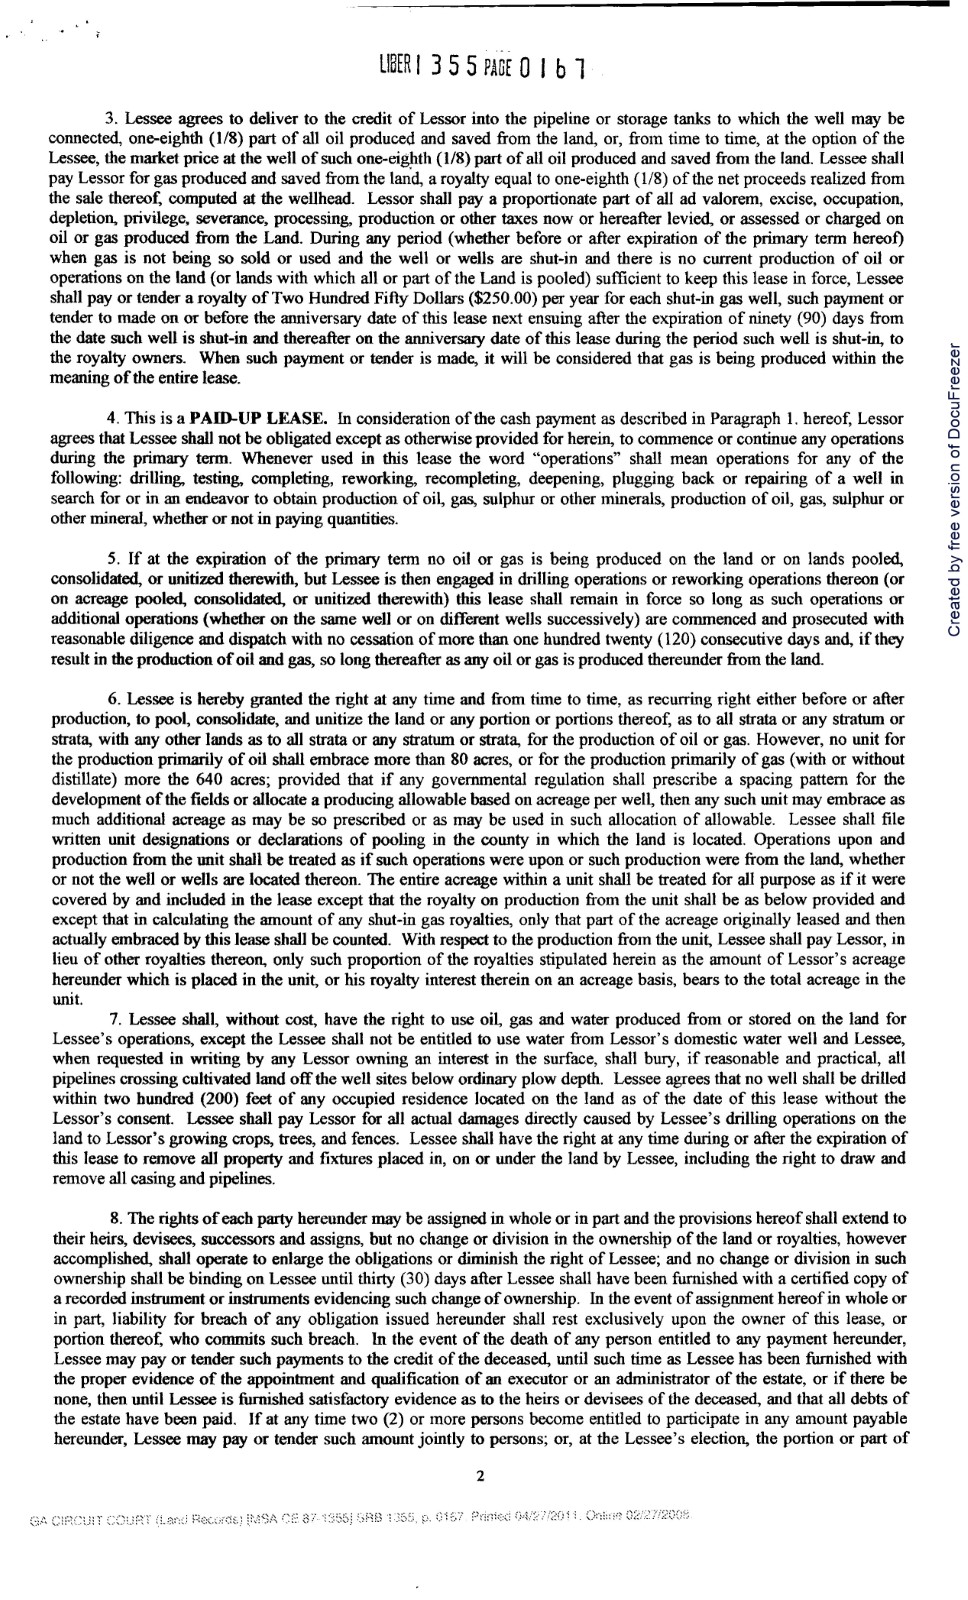 LIBER 1 3 5 5 PAGE 0 1 6 7
3. Lessee agrees to deliver to the credit of Lessor into the pipeline or storage tanks to which the well may be
connected, one-eighth (1/8) part of all oil produced and saved from the land, or, from time to time, at the option of the
Lessee, the market price at the well of such one-eighth (1/8) part of all oil produced and saved from the land. Lessee shall
pay Lessor for gas produced and saved from the land, a royalty equal to one-eighth (1/8) of the net proceeds realized from
the sale thereof, computed at the wellhead. Lessor shall pay a proportionate part of all ad valorem, excise, occupation,
depletion, privilege, severance, processing, production or other taxes now or hereafter levied, or assessed or charged on
oil or gas produced from the Land. During any period (whether before or after expiration of the primary term hereof)
when gas is not being so sold or used and the well or wells are shut-in and there is no current production of oil or
operations on the land (or lands with which all or part of the Land is pooled) sufficient to keep this lease in force, Lessee
shall pay or tender a royalty of Two Hundred Fifty Dollars ($250.00) per year for each shut-in gas well, such payment or
tender to made on or before the anniversary date of this lease next ensuing after the expiration of ninety (90) days from
the date such well is shut-in and thereafter on the anniversary date of this lease during the period such well is shut-in, to
the royalty owners. When such payment or tender is made, it will be considered that gas is being produced within the
meaning of the entire lease.
4. This is a PAID-UP LEASE. In consideration of the cash payment as described in Paragraph 1. hereof, Lessor
agrees that Lessee shall not be obligated except as otherwise provided for herein, to commence or continue any operations
during the primary term. Whenever used in this lease the word “operations” shall mean operations for any of the
following: drilling, testing, completing, reworking, recompleting, deepening, plugging back or repairing of a well in
search for or in an endeavor to obtain production of oil, gas, sulphur or other minerals, production of oil, gas, sulphur or
other mineral, whether or not in paying quantities.
5. If at the expiration of the primary term no oil or gas is being produced on the land or on lands pooled,
consolidated, or unitized therewith, but Lessee is then engaged in drilling operations or reworking operations thereon (or
on acreage pooled, consolidated, or unitized therewith) this lease shall remain in force so long as such operations or
additional operations (whether on the same well or on different wells successively) are commenced and prosecuted with
reasonable diligence and dispatch with no cessation of more than one hundred twenty (120) consecutive days and, if they
result in the production of oil and gas, so long thereafter as any oil or gas is produced thereunder from the land.
6. Lessee is hereby granted the right at any time and from time to time, as recurring right either before or after
production, to pool, consolidate, and unitize the land or any portion or portions thereof, as to all strata or any stratum or
strata, with any other lands as to all strata or any stratum or strata, for the production of oil or gas. However, no unit for
the production primarily of oil shall embrace more than 80 acres, or for the production primarily of gas (with or without
distillate) more the 640 acres; provided that if any governmental regulation shall prescribe a spacing pattern for the
development of the fields or allocate a producing allowable based on acreage per well, then any such unit may embrace as
much additional acreage as may be so prescribed or as may be used in such allocation of allowable. Lessee shall file
written unit designations or declarations of pooling in the county in which the land is located. Operations upon and
production from the unit shall be treated as if such operations were upon or such production were from the land, whether
or not the well or wells are located thereon. The entire acreage within a unit shall be treated for all purpose as if it were
covered by and included in the lease except that the royalty on production from the unit shall be as below provided and
except that in calculating the amount of any shut-in gas royalties, only that part of the acreage originally leased and then
actually embraced by this lease shall be counted. With respect to the production from the unit, Lessee shall pay Lessor, in
lieu of other royalties thereon, only such proportion of the royalties stipulated herein as the amount of Lessor’s acreage
hereunder which is placed in the unit, or his royalty interest therein on an acreage basis, bears to the total acreage in the
unit.
7. Lessee shall, without cost, have the right to use oil, gas and water produced from or stored on the land for
Lessee’s operations, except the Lessee shall not be entitled to use water from Lessor’s domestic water well and Lessee,
when requested in writing by any Lessor owning an interest in the surface, shall bury, if reasonable and practical, all
pipelines crossing cultivated land off the well sites below ordinary plow depth. Lessee agrees that no well shall be drilled
within two hundred (200) feet of any occupied residence located on the land as of the date of this lease without the
Lessor’s consent. Lessee shall pay Lessor for all actual damages directly caused by Lessee’s drilling operations on the
land to Lessor’s growing crops, trees, and fences. Lessee shall have the right at any time during or after the expiration of
this lease to remove all property and fixtures placed in, on or under the land by Lessee, including the right to draw and
remove all casing and pipelines.
8. The rights of each party hereunder may be assigned in whole or in part and the provisions hereof shall extend to
their heirs, devisees, successors and assigns, but no change or division in the ownership of the land or royalties, however
accomplished, shall operate to enlarge the obligations or diminish the right of Lessee; and no change or division in such
ownership shall be binding on Lessee until thirty (30) days after Lessee shall have been furnished with a certified copy of
a recorded instrument or instruments evidencing such change of ownership. In the event of assignment hereof in whole or
in part, liability for breach of any obligation issued hereunder shall rest exclusively upon the owner of this lease, or
portion thereof, who commits such breach. In the event of the death of any person entitled to any payment hereunder,
Lessee may pay or tender such payments to the credit of the deceased, until such time as Lessee has been furnished with
the proper evidence of the appointment and qualification of an executor or an administrator of the estate, or if there be
none, then until Lessee is furnished satisfactory evidence as to the heirs or devisees of the deceased, and that all debts of
the estate have been paid. If at any time two (2) or more persons become entitled to participate in any amount payable
hereunder, Lessee may pay or tender such amount jointly to persons; or, at the Lessee’s election, the portion or part of
2
GA CIRCUIT COURT (Land Records) [MSA CE 87-1355] SRB 1355, p. 0167. Printed 04/27/2011. Online 02/27/2008.
Created by free version of DocuFreezer